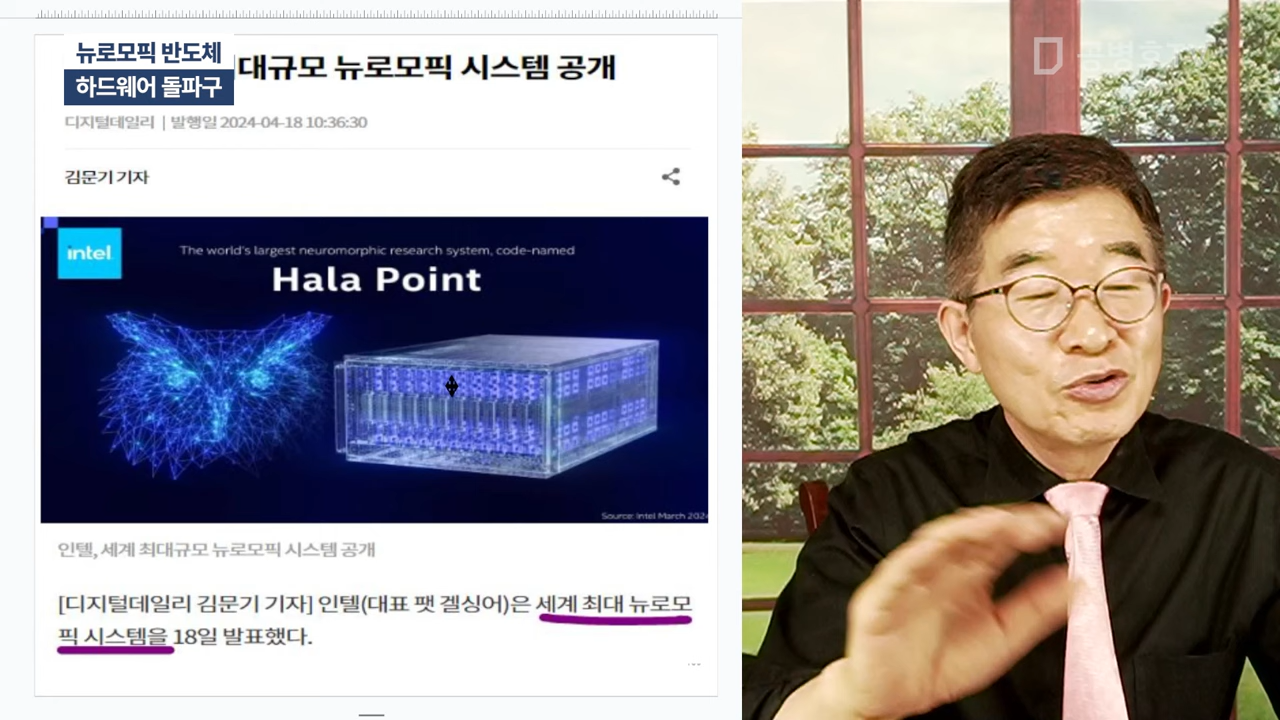 뉴로모픽 반도체
하드웨어 돌파구
대규모 뉴로모픽 시스템 공개
디지털데일리 | 발행일 2024-04-18 10:36:30
김문기 기자
intel
The world's largest neuromorphic research system, code-named
Hala Point
Source: Intel March 2024
인텔, 세계 최대규모 뉴로모픽 시스템 공개
[디지털데일리 김문기 기자] 인텔(대표 팻 겔싱어)은 세계 최대 뉴로모
픽 시스템을 18일 발표했다.